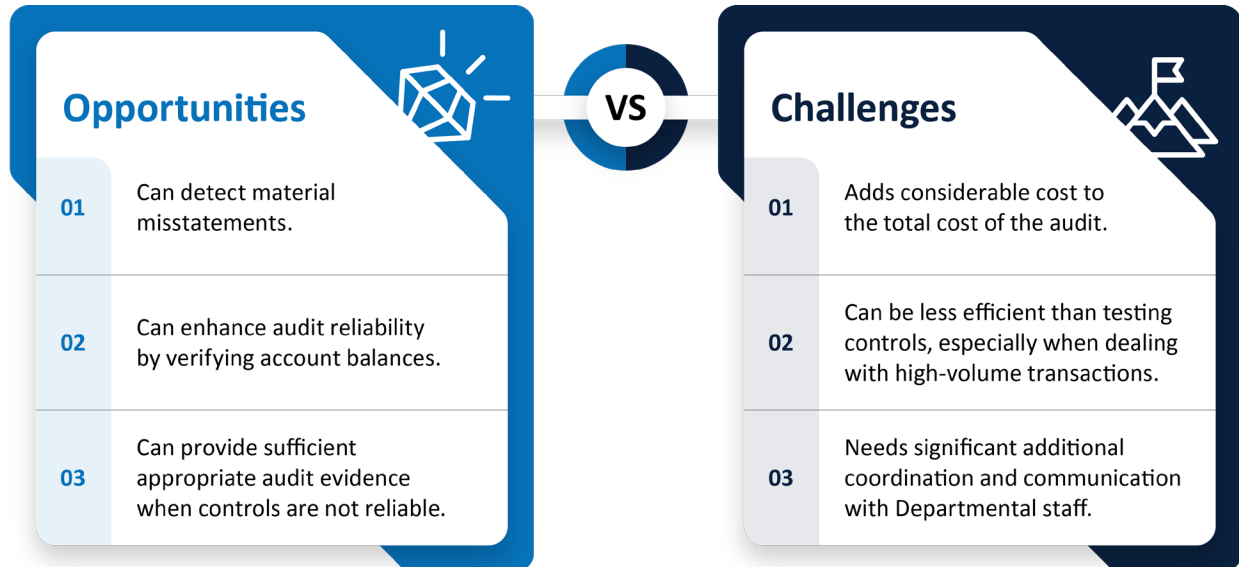 Opportunities
01
Can detect material
misstatements.
02
Can enhance audit reliability
by verifying account balances.
03
Can provide sufficient
appropriate audit evidence
when controls are not reliable.
VS
Challenges
01
Adds considerable cost to
the total cost of the audit.
02
Can be less efficient than testing
controls, especially when dealing
with high-volume transactions.
03
Needs significant additional
coordination and communication
with Departmental staff.